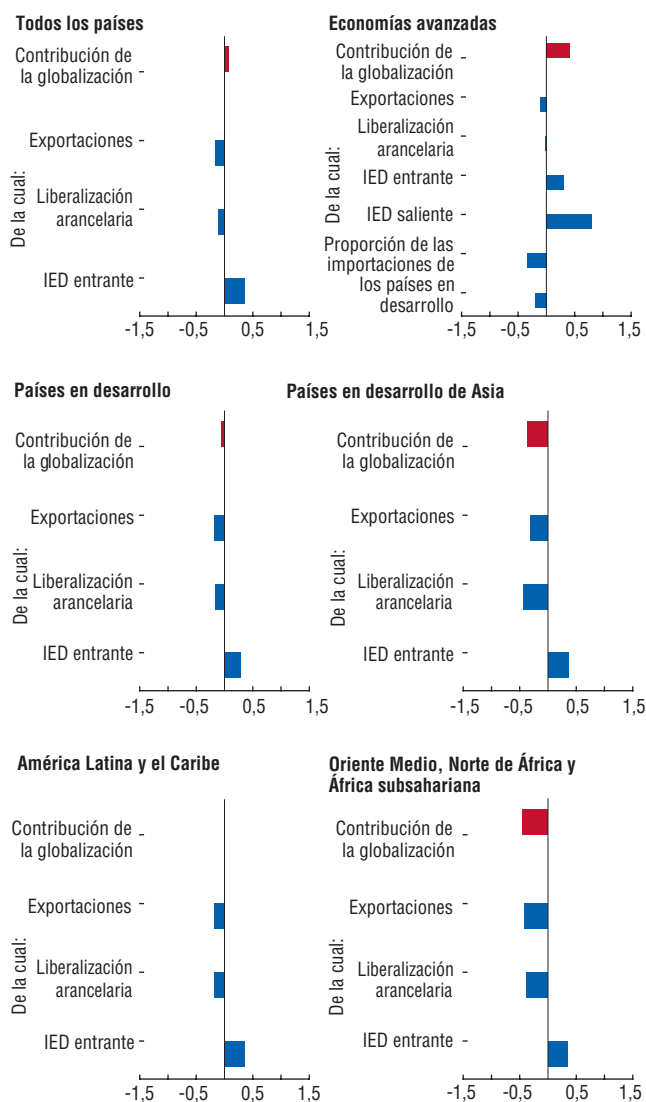 Todos los países
Contribución de
la globalización
Exportaciones
Liberalización
arancelaria
IED entrante
De la cual:
-1,5 -0,5 0,5 1,5
Economías avanzadas
Contribución de
la globalización
Exportaciones
Liberalización
arancelaria
IED entrante
IED saliente
Proporción de las
importaciones de
los países en
desarrollo
De la cual:
-1,5 -0,5 0,5 1,5
Países en desarrollo
Contribución de
la globalización
Exportaciones
Liberalización
arancelaria
IED entrante
De la cual:
-1,5 -0,5 0,5 1,5
Países en desarrollo de Asia
Contribución de
la globalización
Exportaciones
Liberalización
arancelaria
IED entrante
De la cual:
-1,5 -0,5 0,5 1,5
América Latina y el Caribe
Contribución de
la globalización
Exportaciones
Liberalización
arancelaria
IED entrante
De la cual:
-1,5 -0,5 0,5 1,5
Oriente Medio, Norte de África y
África subsahariana
Contribución de
la globalización
Exportaciones
Liberalización
arancelaria
IED entrante
De la cual:
-1,5 -0,5 0,5 1,5